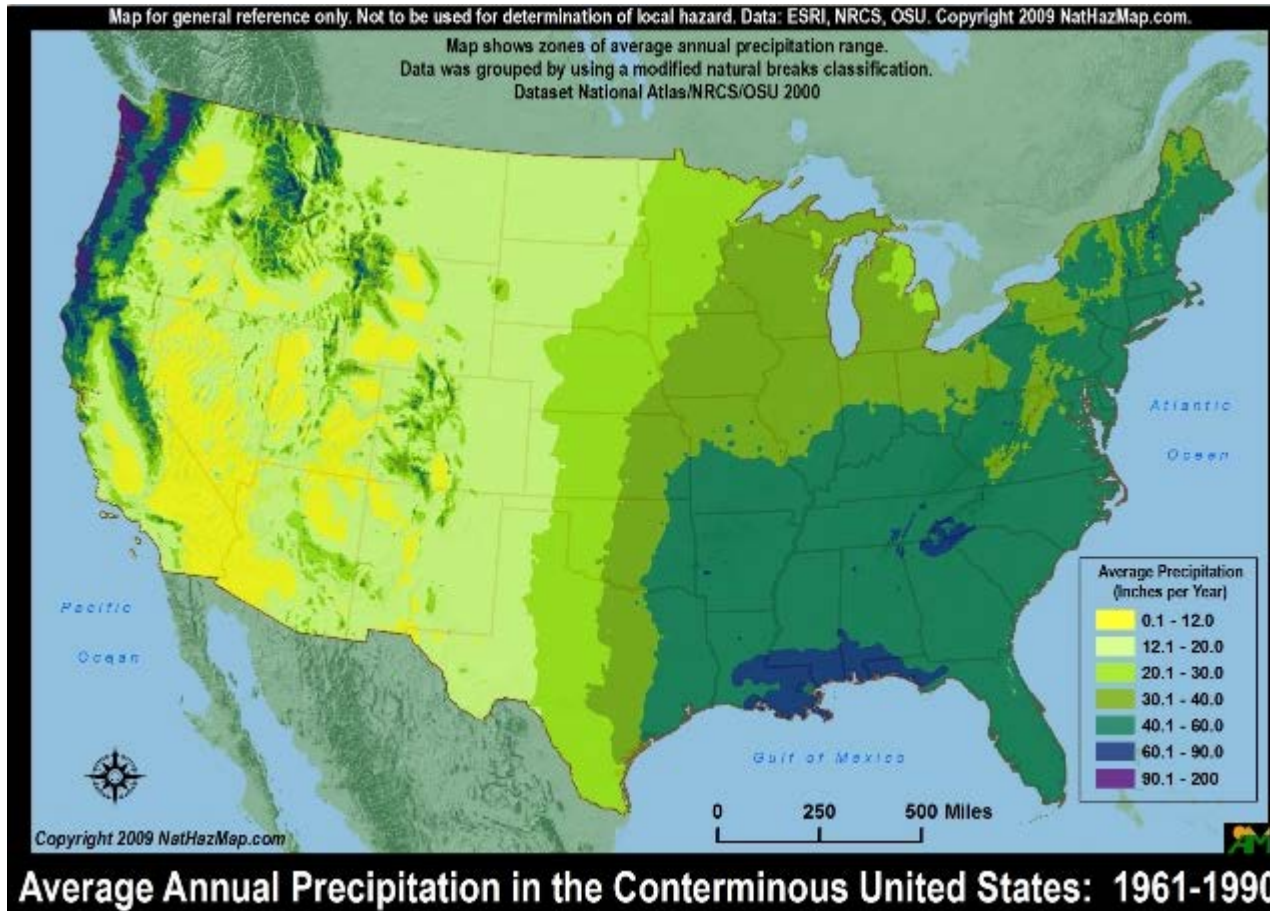 Map for general reference only. Not to be used for determination of local hazard. Data: ESRI, NRCS, OSU. Copyright 2009 NatHazMap.com.
Map shows zones of average annual precipitation range.
Data was grouped by using a modified natural breaks classification.
Dataset National Atlas/NRCS/OSU 2000
Atlantic
Ocean
Pacific
Ocean
Average Precipitation
(Inches per Year)
0.1 - 12.0
12.1 - 20.0
20.1 - 30.0
30.1 - 40.0
40.1 - 60.0
60.1 - 90.0
90.1 - 200
Gulf of Mexico
0 250 500 Miles
Copyright 2009 NatHazMap.com
AM
Average Annual Precipitation in the Conterminous United States: 1961-1990